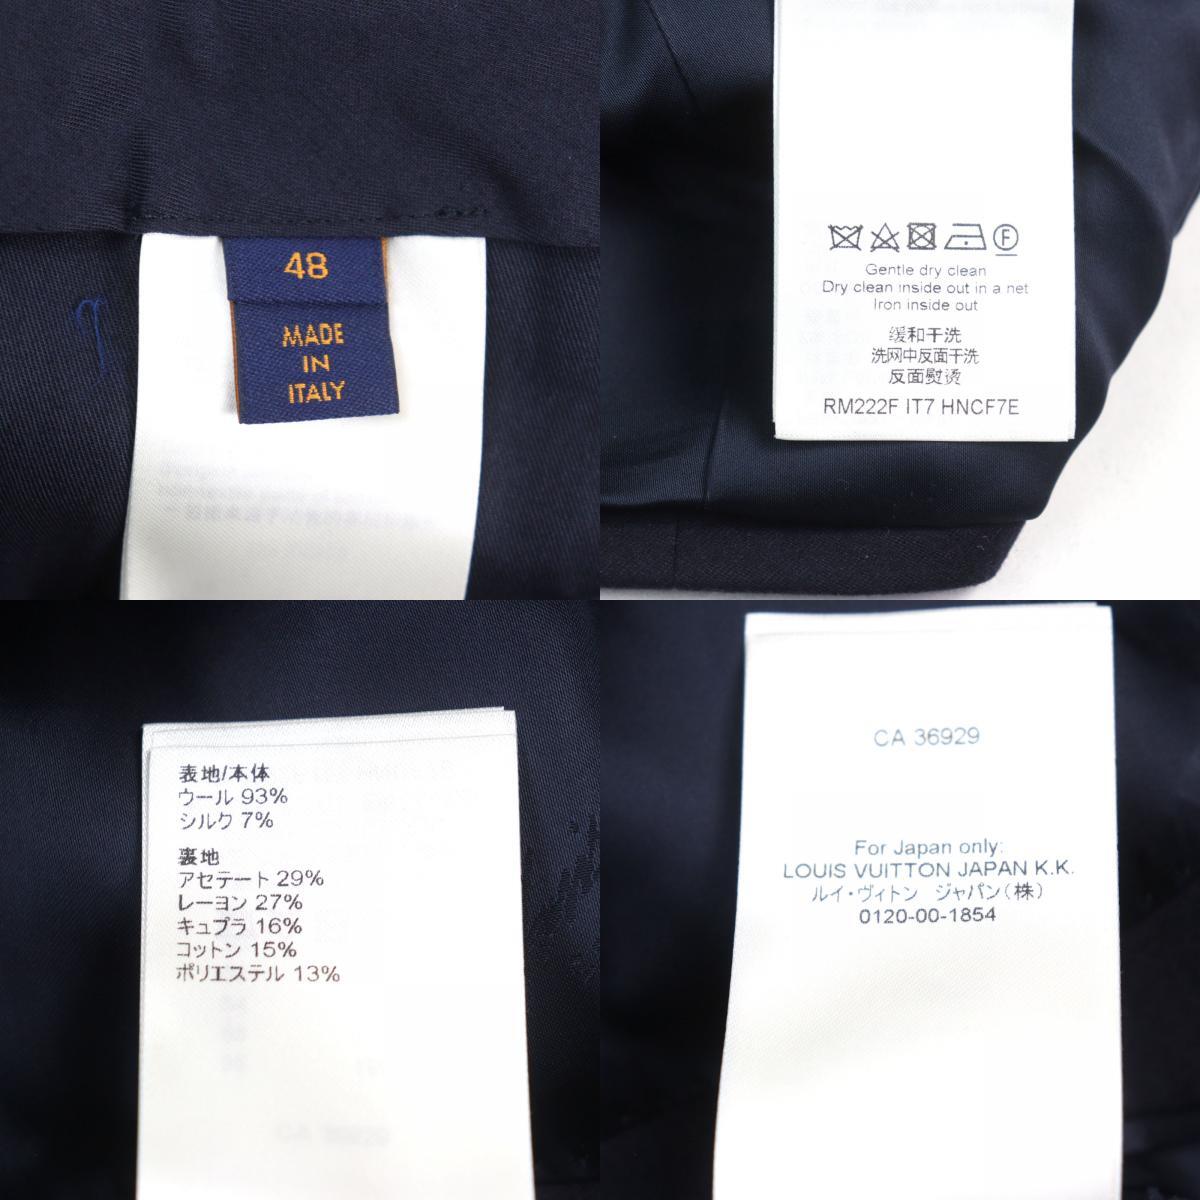 48
MADE
IN
ITALY
F
Gentle dry clean
Dry clean inside out in a net
Iron inside out
缓和干洗
洗网中反面干洗
反面熨烫
RM222F IT7 HNCF7E
表地/本体
ウール 93%
シルク 7%
裏地
アセテート 29%
レーヨン 27%
キュプラ 16%
コットン 15%
ポリエステル 13%
CA 36929
For Japan only:
LOUIS VUITTON JAPAN K.K.
ルイ・ヴィトン　ジャパン（株）
0120-00-1854